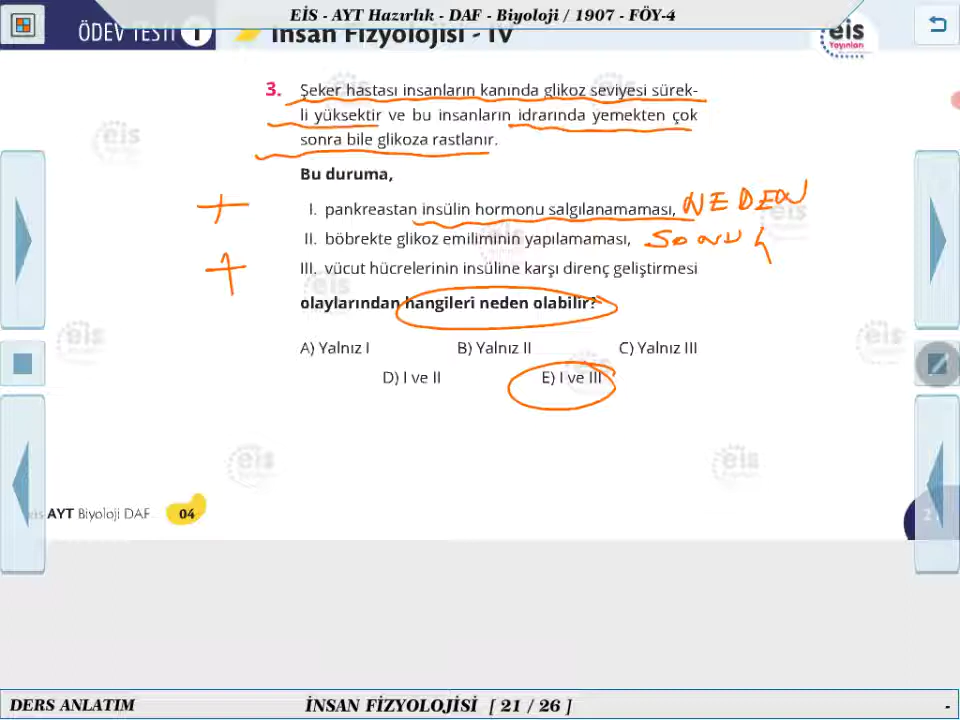 EİS - AYT Hazırlık - DAF - Biyoloji / 1907 - FÖY-4
ÖDEV TESTİ 1 İnsan Fizyolojisi - IV
eis
Yayınları
3. Şeker hastası insanların kanında glikoz seviyesi sürek-
li yüksektir ve bu insanların idrarında yemekten çok
sonra bile glikoza rastlanır.
Bu duruma,
I. pankreastan insülin hormonu salgılanamaması, NEDEN
II. böbrekte glikoz emiliminin yapılamaması, SONUÇ
III. vücut hücrelerinin insüline karşı direnç geliştirmesi
olaylarından hangileri neden olabilir?
A) Yalnız I B) Yalnız II C) Yalnız III
D) I ve II E) I ve III
eis AYT Biyoloji DAF 04
DERS ANLATIM İNSAN FİZYOLOJİSİ [ 21 / 26 ] -